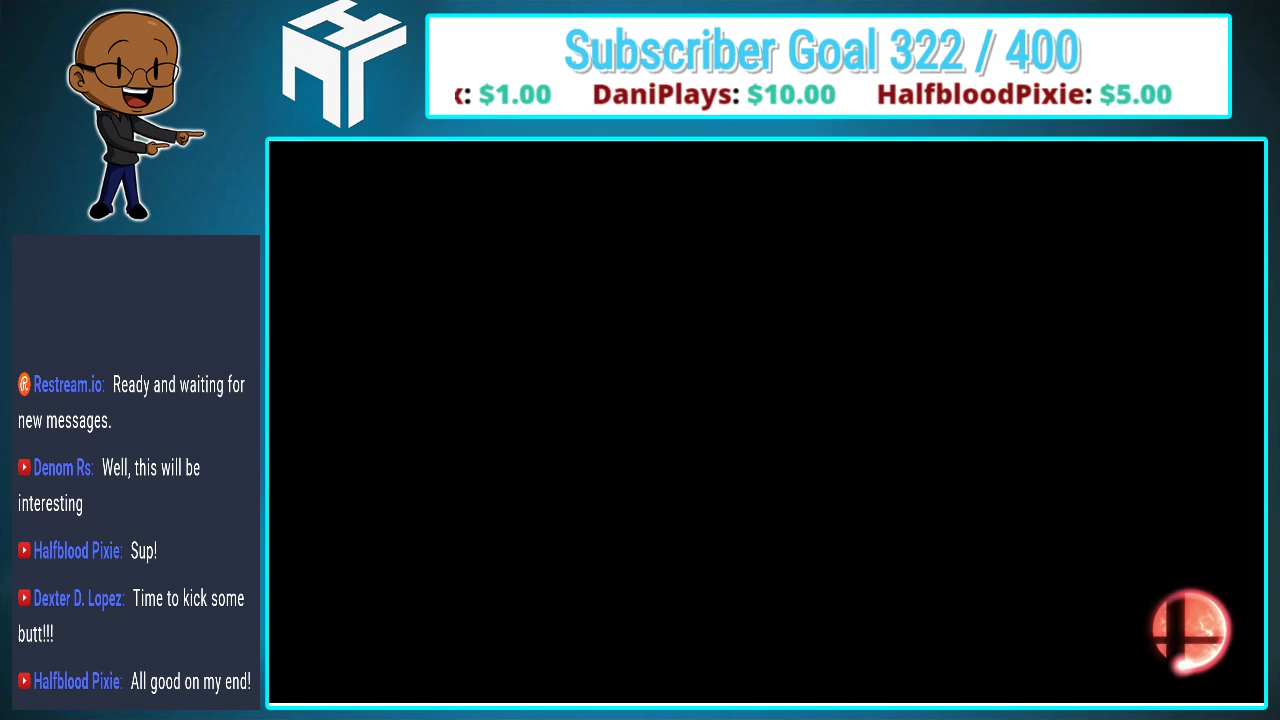 Subscriber Goal 322 / 400
: $1.00 DaniPlays: $10.00 HalfbloodPixie: $5.00
Restream.io: Ready and waiting for
new messages.
Denom Rs: Well, this will be
interesting
Halfblood Pixie: Sup!
Dexter D. Lopez: Time to kick some
butt!!!
Halfblood Pixie: All good on my end!